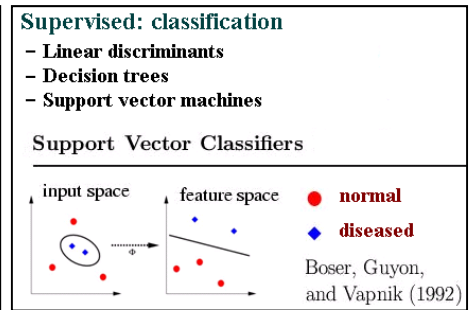 Supervised: classification
– Linear discriminants
– Decision trees
– Support vector machines
Support Vector Classifiers
input space
feature space
Φ
normal
diseased
Boser, Guyon,
and Vapnik (1992)